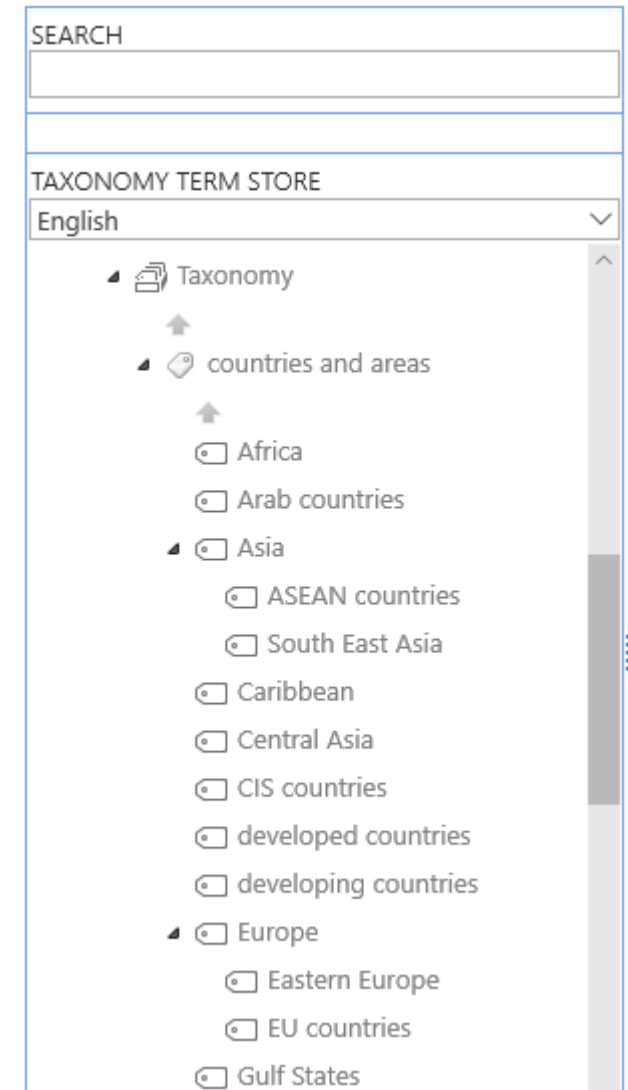 SEARCH
TAXONOMY TERM STORE
English
Taxonomy
countries and areas
Africa
Arab countries
Asia
ASEAN countries
South East Asia
Caribbean
Central Asia
CIS countries
developed countries
developing countries
Europe
Eastern Europe
EU countries
Gulf States